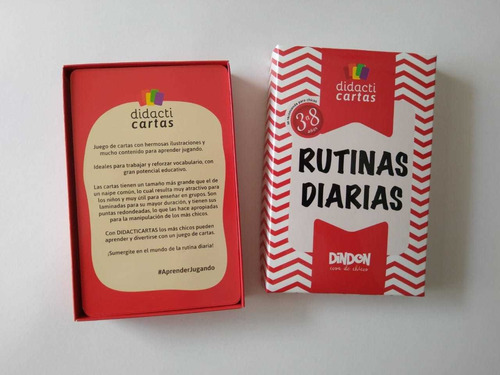 didacti
cartas
Juego de cartas con hermosas ilustraciones y
mucho contenido para aprender jugando.
Ideales para trabajar y reforzar vocabulario, con
gran potencial educativo.
Las cartas tienen un tamaño más grande que el de
un naipe común, lo cual resulta muy atractivo para
los niños y muy útil para enseñar en grupos. Son
laminadas para su mayor duración, y tienen sus
puntas redondeadas, lo que las hace apropiadas
para la manipulación de los más chicos.
Con DIDACTICARTAS los más chicos pueden
aprender y divertirse con un juego de cartas.
¡Sumergite en el mundo de la rutina diaria!
#AprenderJugando
didacti
cartas
para chicos
3a8
años
RUTINAS
DIARIAS
DINDON
cosa de chicos